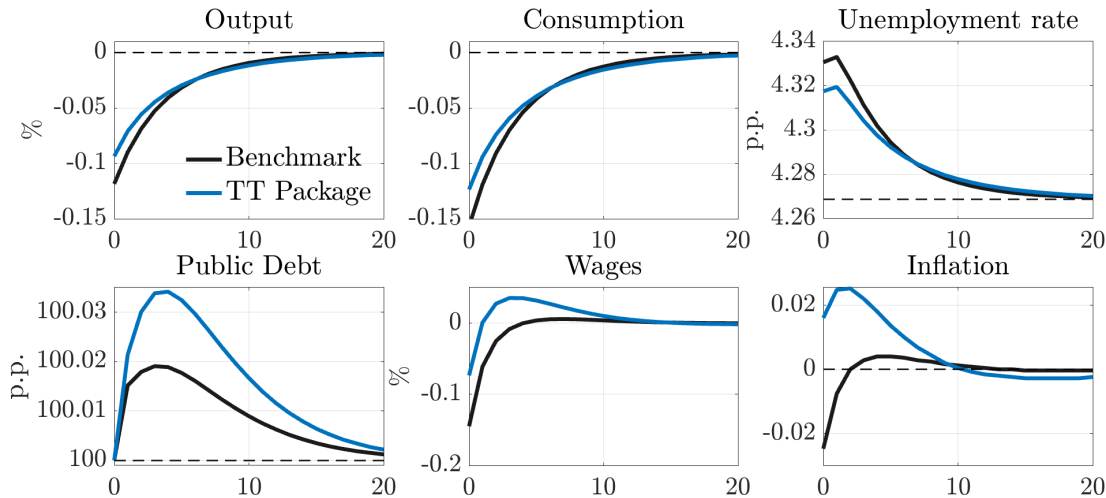 Output
0
-0.05
-0.1
-0.15
%
Benchmark
TT Package
0 10 20
Consumption
0
-0.05
-0.1
-0.15
0 10 20
Unemployment rate
4.34
4.32
4.3
4.28
4.26
p.p.
0 10 20
Public Debt
100.03
100.02
100.01
100
p.p.
0 10 20
Wages
0
-0.1
-0.2
%
0 10 20
Inflation
0.02
0
-0.02
0 10 20